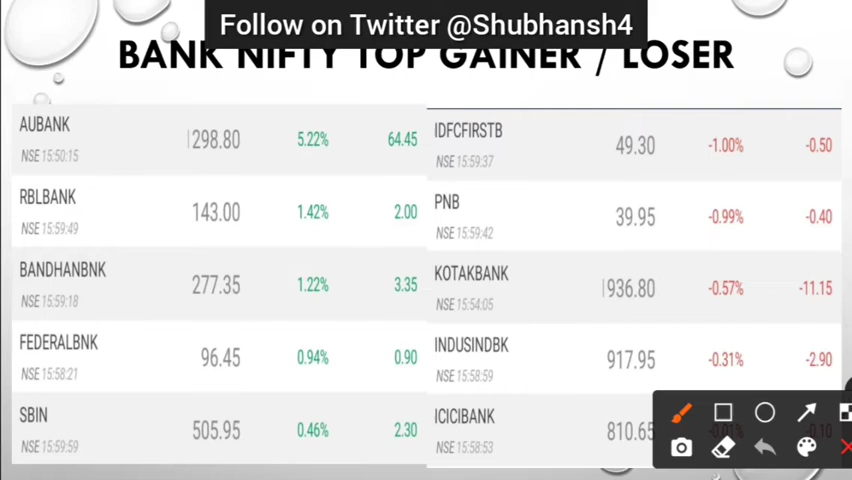 Follow on Twitter @Shubhansh4
BANK NIFTY TOP GAINER / LOSER
AUBANK 298.80 5.22% 64.45
NSE 15:50:15
RBLBANK 143.00 1.42% 2.00
NSE 15:59:49
BANDHANBNK 277.35 1.22% 3.35
NSE 15:59:18
FEDERALBNK 96.45 0.94% 0.90
NSE 15:58:21
SBIN 505.95 0.46% 2.30
NSE 15:59:59
IDFCFIRSTB 49.30 -1.00% -0.50
NSE 15:59:37
PNB 39.95 -0.99% -0.40
NSE 15:59:42
KOTAKBANK 936.80 -0.57% -11.15
NSE 15:54:05
INDUSINDBK 917.95 -0.31% -2.90
NSE 15:58:59
ICICIBANK 810.65 -0.01% -0.10
NSE 15:58:53